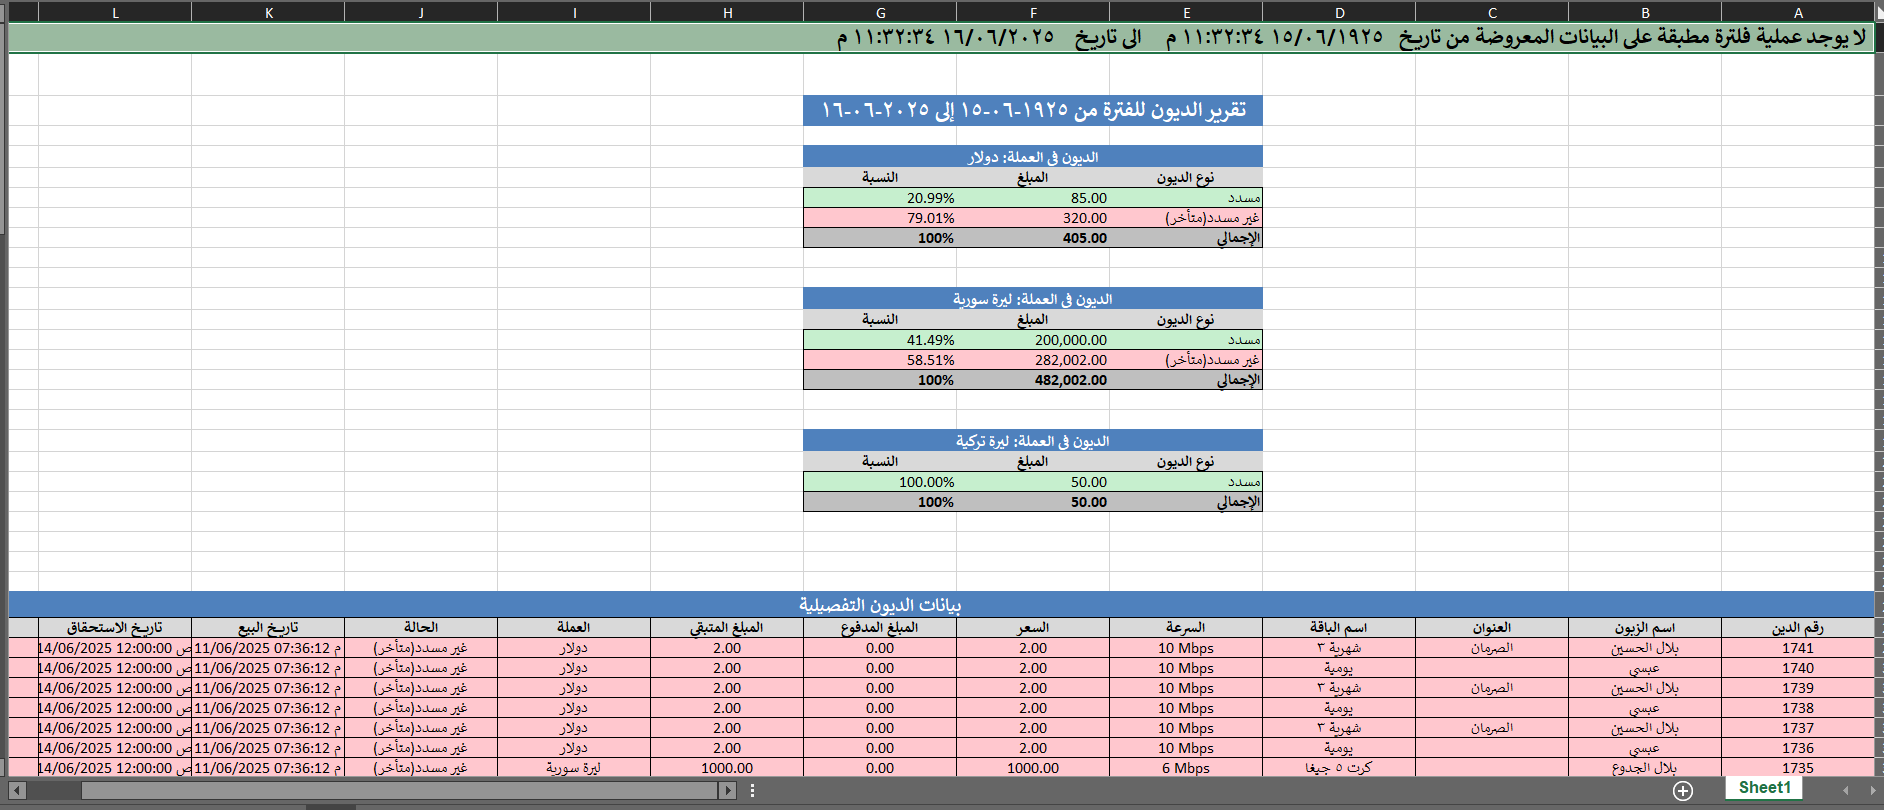 A B C D E F G H I J K L
لا يوجد عملية فلترة مطبقة على البيانات المعروضة من تاريخ ١٥/٠٦/١٩٢٥ ١١:٣٢:٣٤ م الى تاريخ ١٦/٠٦/٢٠٢٥ ١١:٣٢:٣٤ م
تقرير الديون للفترة من ١٩٢٥-٠٦-١٥ إلى ٢٠٢٥-٠٦-١٦
الديون في العملة: دولار
نوع الديون المبلغ النسبة
مسدد 85.00 20.99%
غير مسدد(متأخر) 320.00 79.01%
الإجمالي 405.00 100%
الديون في العملة: ليرة سورية
نوع الديون المبلغ النسبة
مسدد 200,000.00 41.49%
غير مسدد(متأخر) 282,002.00 58.51%
الإجمالي 482,002.00 100%
الديون في العملة: ليرة تركية
نوع الديون المبلغ النسبة
مسدد 50.00 100.00%
الإجمالي 50.00 100%
بيانات الديون التفصيلية
رقم الدين اسم الزبون العنوان اسم الباقة السرعة السعر المبلغ المدفوع المبلغ المتبقي العملة الحالة تاريخ البيع تاريخ الاستحقاق
1741 بلال الحسين الصرمان شهرية ٣ 10 Mbps 2.00 0.00 2.00 دولار غير مسدد(متأخر) 11/06/2025 07:36:12 م 14/06/2025 12:00:00 ص
1740 عبسي يومية 10 Mbps 2.00 0.00 2.00 دولار غير مسدد(متأخر) 11/06/2025 07:36:12 م 14/06/2025 12:00:00 ص
1739 بلال الحسين الصرمان شهرية ٣ 10 Mbps 2.00 0.00 2.00 دولار غير مسدد(متأخر) 11/06/2025 07:36:12 م 14/06/2025 12:00:00 ص
1738 عبسي يومية 10 Mbps 2.00 0.00 2.00 دولار غير مسدد(متأخر) 11/06/2025 07:36:12 م 14/06/2025 12:00:00 ص
1737 بلال الحسين الصرمان شهرية ٣ 10 Mbps 2.00 0.00 2.00 دولار غير مسدد(متأخر) 11/06/2025 07:36:12 م 14/06/2025 12:00:00 ص
1736 عبسي يومية 10 Mbps 2.00 0.00 2.00 دولار غير مسدد(متأخر) 11/06/2025 07:36:12 م 14/06/2025 12:00:00 ص
1735 بلال الجدوع كرت ٥ جيغا 6 Mbps 1000.00 0.00 1000.00 ليرة سورية غير مسدد(متأخر) 11/06/2025 07:36:12 م 14/06/2025 12:00:00 ص
Sheet1